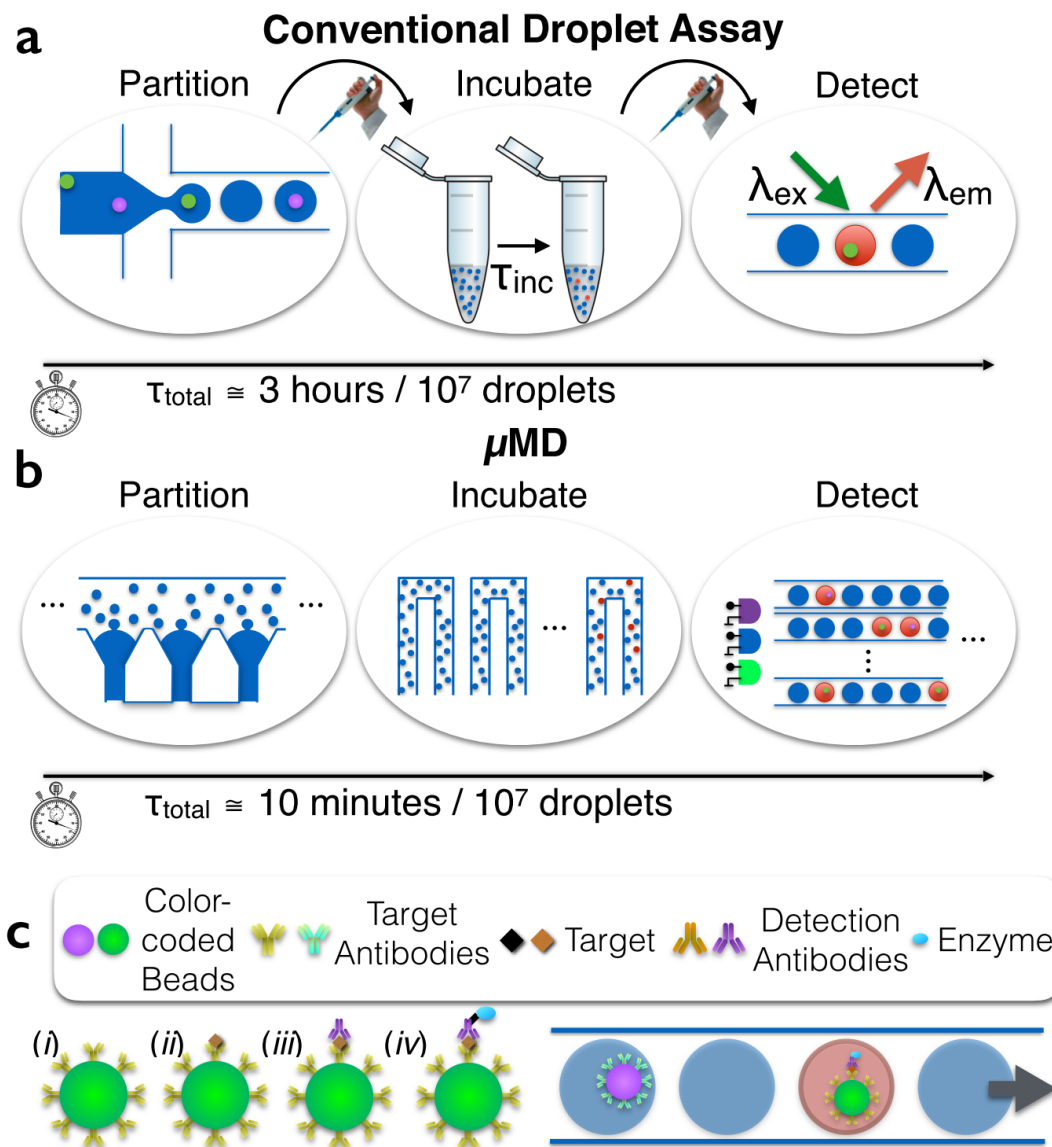 a
Conventional Droplet Assay
Partition
Incubate
Detect
λex
λem
τinc
τtotal ≅ 3 hours / 10⁷ droplets
µMD
b
Partition
Incubate
Detect
...
...
...
...
τtotal ≅ 10 minutes / 10⁷ droplets
c
Color-
coded
Beads
Target
Antibodies
Target
Detection
Antibodies
Enzyme
(i)
(ii)
(iii)
(iv)